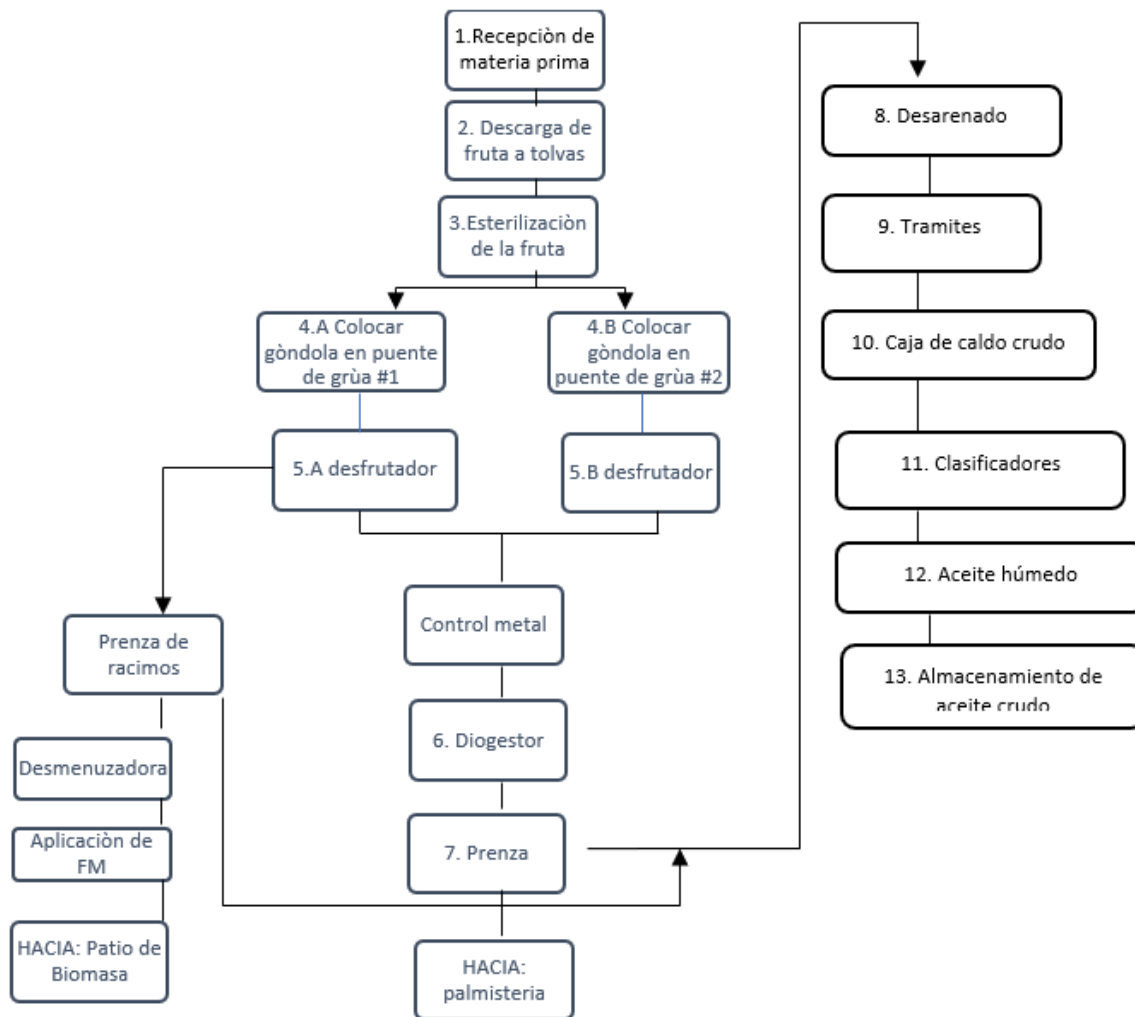 1.Recepciòn de
materia prima
2. Descarga de
fruta a tolvas
3.Esterilizaciòn
de la fruta
4.A Colocar
gòndola en puente
de grùa #1
4.B Colocar
gòndola en
puente de grùa #2
5.A desfrutador
5.B desfrutador
Prenza de
racimos
Control metal
Desmenuzadora
6. Diogestor
Aplicaciòn de
FM
7. Prenza
HACIA: Patio de
Biomasa
HACIA:
palmisteria
8. Desarenado
9. Tramites
10. Caja de caldo crudo
11. Clasificadores
12. Aceite húmedo
13. Almacenamiento de
aceite crudo